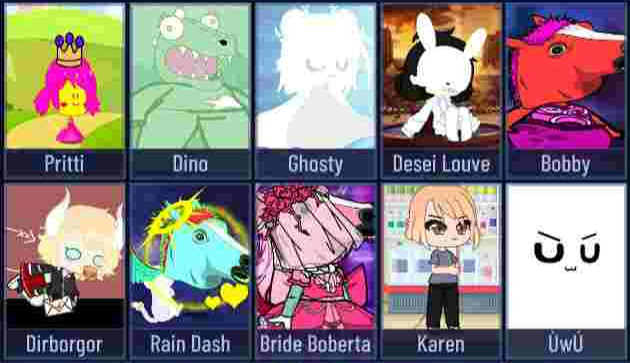 Pritti
Dino
Ghosty
Desei Louve
Bobby
Dirborgor
Rain Dash
Bride Boberta
Karen
ÙwÚ